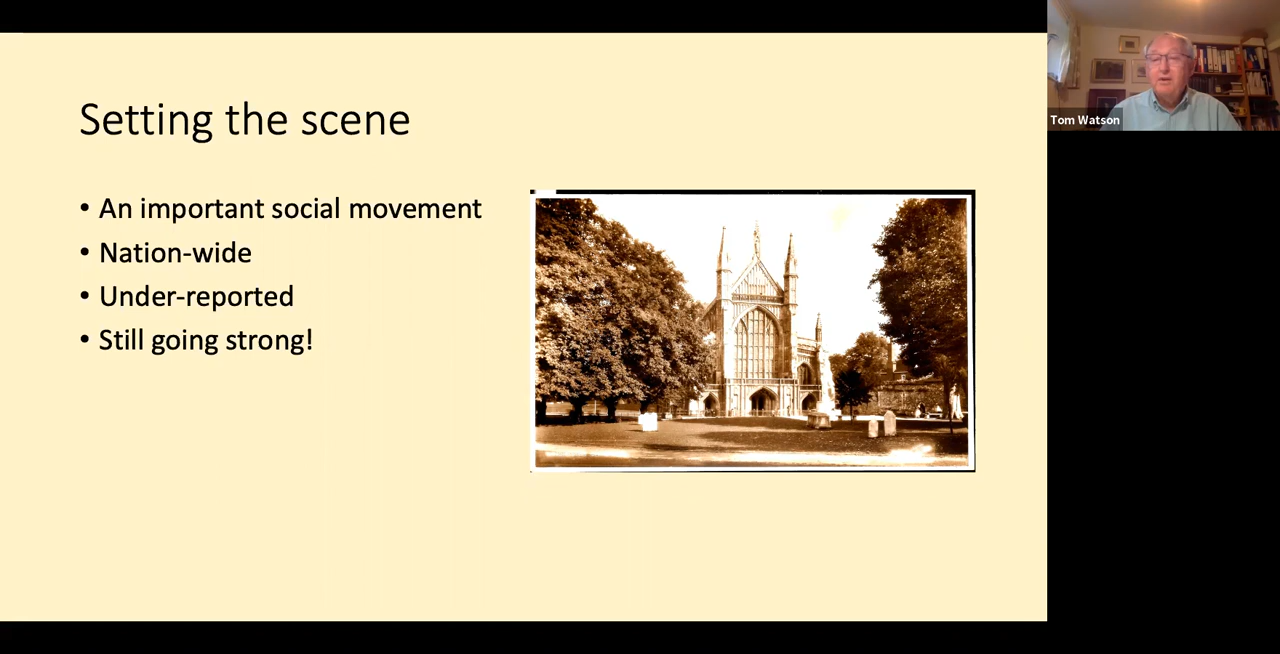 Setting the scene
• An important social movement
• Nation-wide
• Under-reported
• Still going strong!
Tom Watson